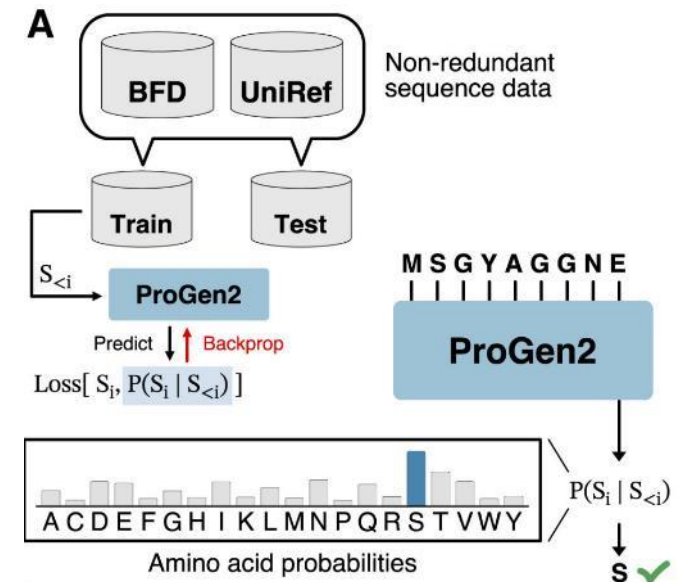 A
BFD UniRef
Non-redundant
sequence data
Train Test
S<i
ProGen2
Predict Backprop
Loss[ Si, P(Si | S<i) ]
M S G Y A G G N E
ProGen2
P(Si | S<i)
A C D E F G H I K L M N P Q R S T V W Y
Amino acid probabilities
S